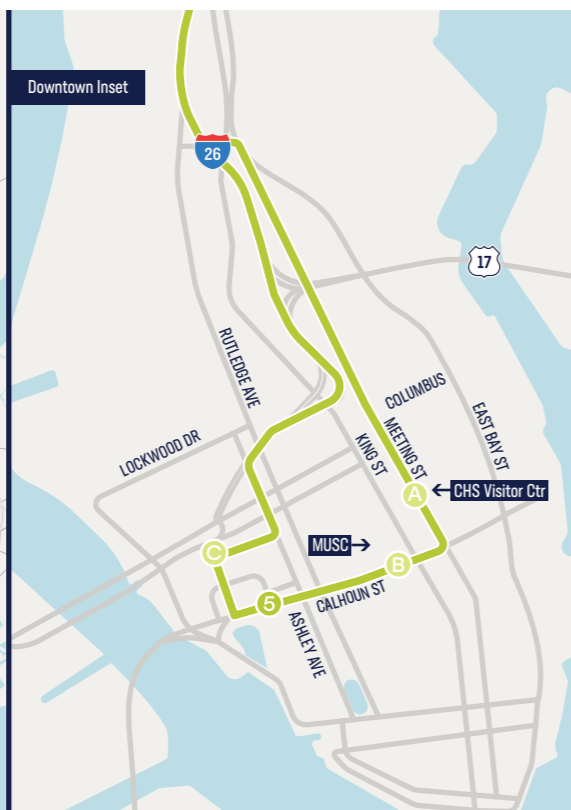 Downtown Inset
26
17
RUTLEDGE AVE
COLUMBUS
MEETING ST
EAST BAY ST
KING ST
LOCKWOOD DR
A
CHS Visitor Ctr
MUSC
C
B
5
CALHOUN ST
ASHLEY AVE